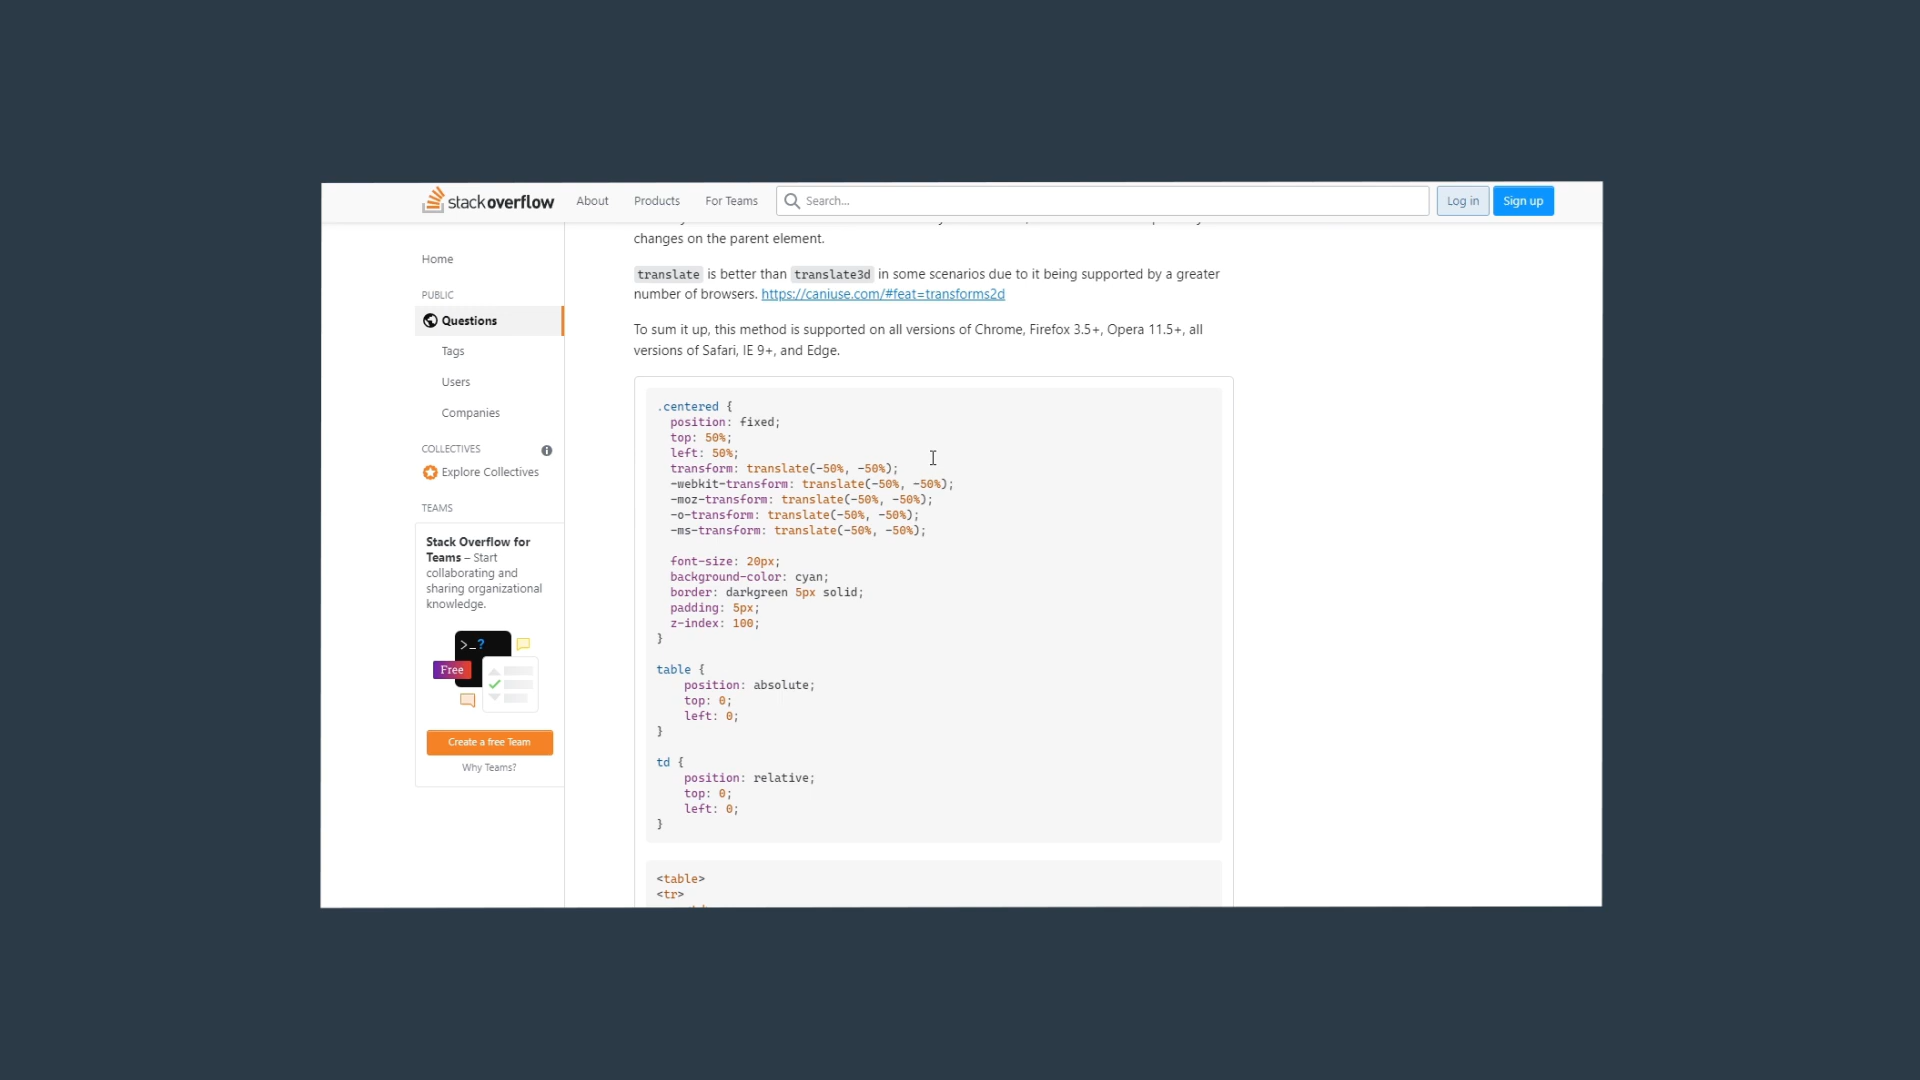 stackoverflow About Products For Teams Search... Log in Sign up
Home
PUBLIC
Questions
Tags
Users
Companies
COLLECTIVES
Explore Collectives
TEAMS
Stack Overflow for
Teams – Start
collaborating and
sharing organizational
knowledge.
>_?
Free
Create a free Team
Why Teams?
changes on the parent element.
translate is better than translate3d in some scenarios due to it being supported by a greater
number of browsers. https://caniuse.com/#feat=transforms2d
To sum it up, this method is supported on all versions of Chrome, Firefox 3.5+, Opera 11.5+, all
versions of Safari, IE 9+, and Edge.
.centered {
  position: fixed;
  top: 50%;
  left: 50%;
  transform: translate(-50%, -50%);
  -webkit-transform: translate(-50%, -50%);
  -moz-transform: translate(-50%, -50%);
  -o-transform: translate(-50%, -50%);
  -ms-transform: translate(-50%, -50%);
  font-size: 20px;
  background-color: cyan;
  border: darkgreen 5px solid;
  padding: 5px;
  z-index: 100;
}
table {
    position: absolute;
    top: 0;
    left: 0;
}
td {
    position: relative;
    top: 0;
    left: 0;
}
<table>
<tr>